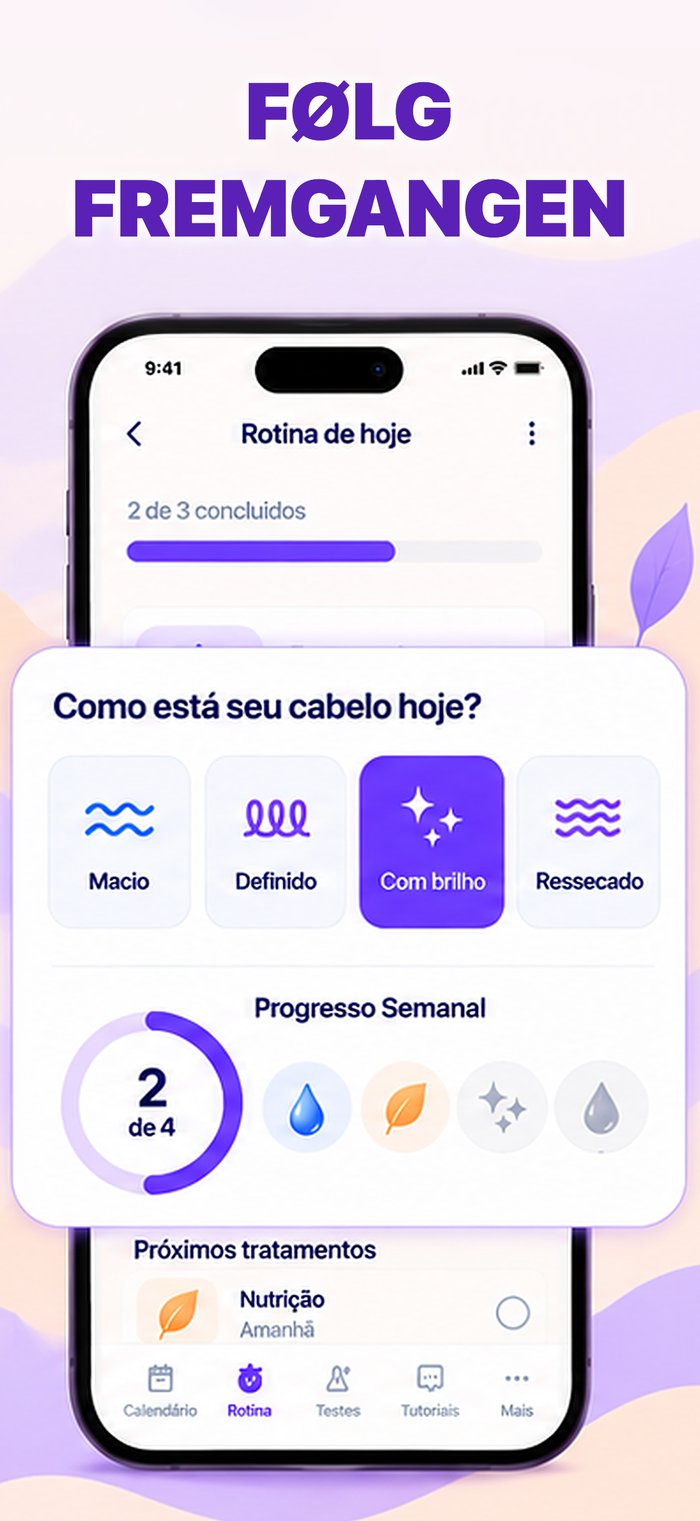 FØLG
FREMGANGEN
9:41
Rotina de hoje
2 de 3 concluidos
Como está seu cabelo hoje?
Macio
Definido
Com brilho
Ressecado
Progresso Semanal
2
de 4
Próximos tratamentos
Nutrição
Amanhã
Calendário
Rotina
Testes
Tutoriais
Mais